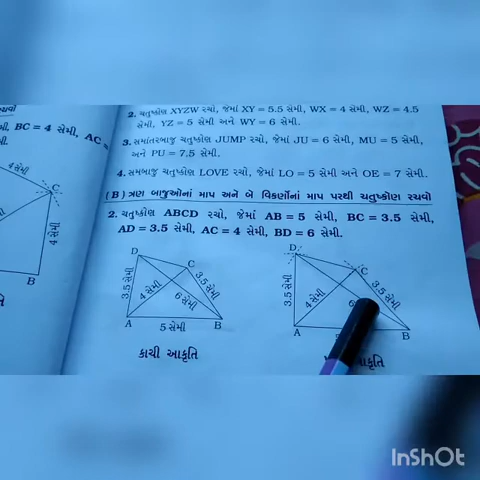 રચવો
મી, BC = 4 સેમી, AC =
4 સેમી
C
4 સેમી
B
2. ચતુષ્કોણ XYZW રચો, જેમાં XY = 5.5 સેમી, WX = 4 સેમી, WZ = 4.5
સેમી, YZ = 5 સેમી અને WY = 6 સેમી.
3. સમાંતરબાજુ ચતુષ્કોણ JUMP રચો, જેમાં JU = 6 સેમી, MU = 5 સેમી,
અને PU = 7.5 સેમી.
4. સમબાજુ ચતુષ્કોણ LOVE રચો, જેમાં LO = 5 સેમી અને OE = 7 સેમી.
(B) ત્રણ બાજુઓનાં માપ અને બે વિકર્ણોનાં માપ પરથી ચતુષ્કોણ રચવો
2. ચતુષ્કોણ ABCD રચો, જેમાં AB = 5 સેમી, BC = 3.5 સેમી,
AD = 3.5 સેમી, AC = 4 સેમી, BD = 6 સેમી.
D
C
3.5 સેમી
4 સેમી
6 સેમી
3.5 સેમી
A
B
5 સેમી
કાચી આકૃતિ
D
C
3.5 સેમી
4 સેમી
3.5 સેમી
A
B
આકૃતિ
InShOt